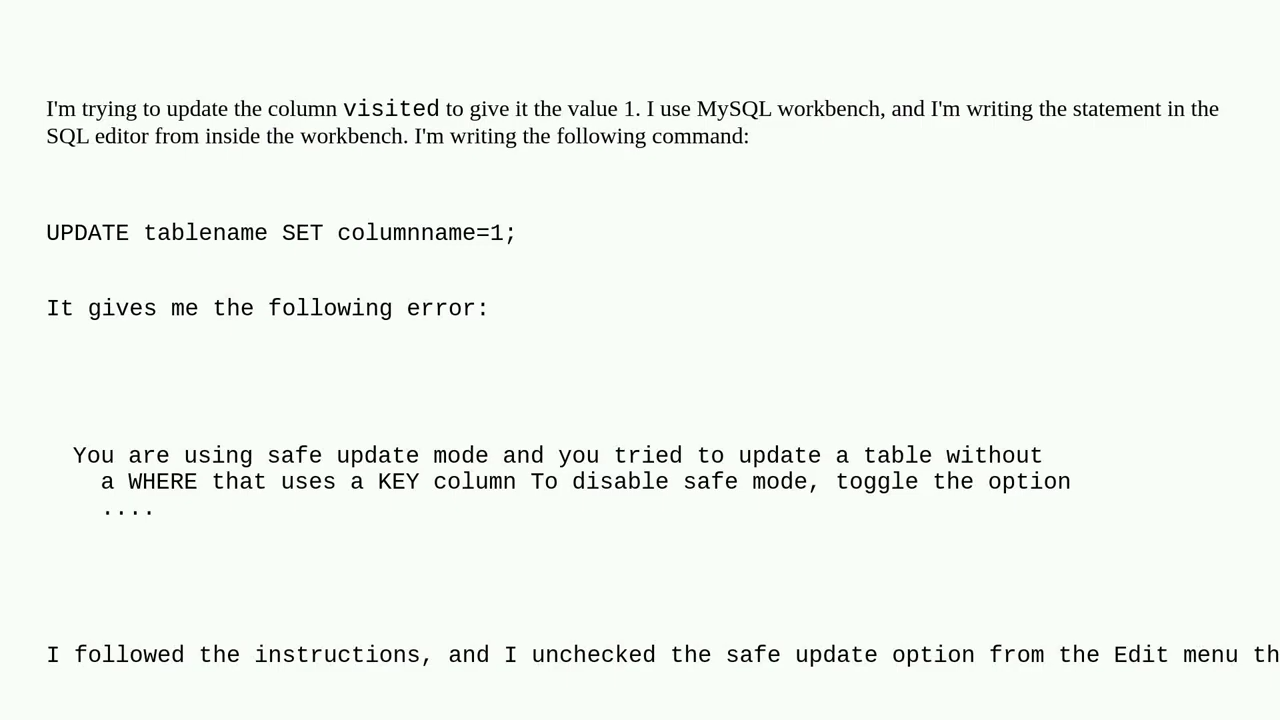 I'm trying to update the column visited to give it the value 1. I use MySQL workbench, and I'm writing the statement in the
SQL editor from inside the workbench. I'm writing the following command:
UPDATE tablename SET columnname=1;
It gives me the following error:
You are using safe update mode and you tried to update a table without
a WHERE that uses a KEY column To disable safe mode, toggle the option
....
I followed the instructions, and I unchecked the safe update option from the Edit menu th